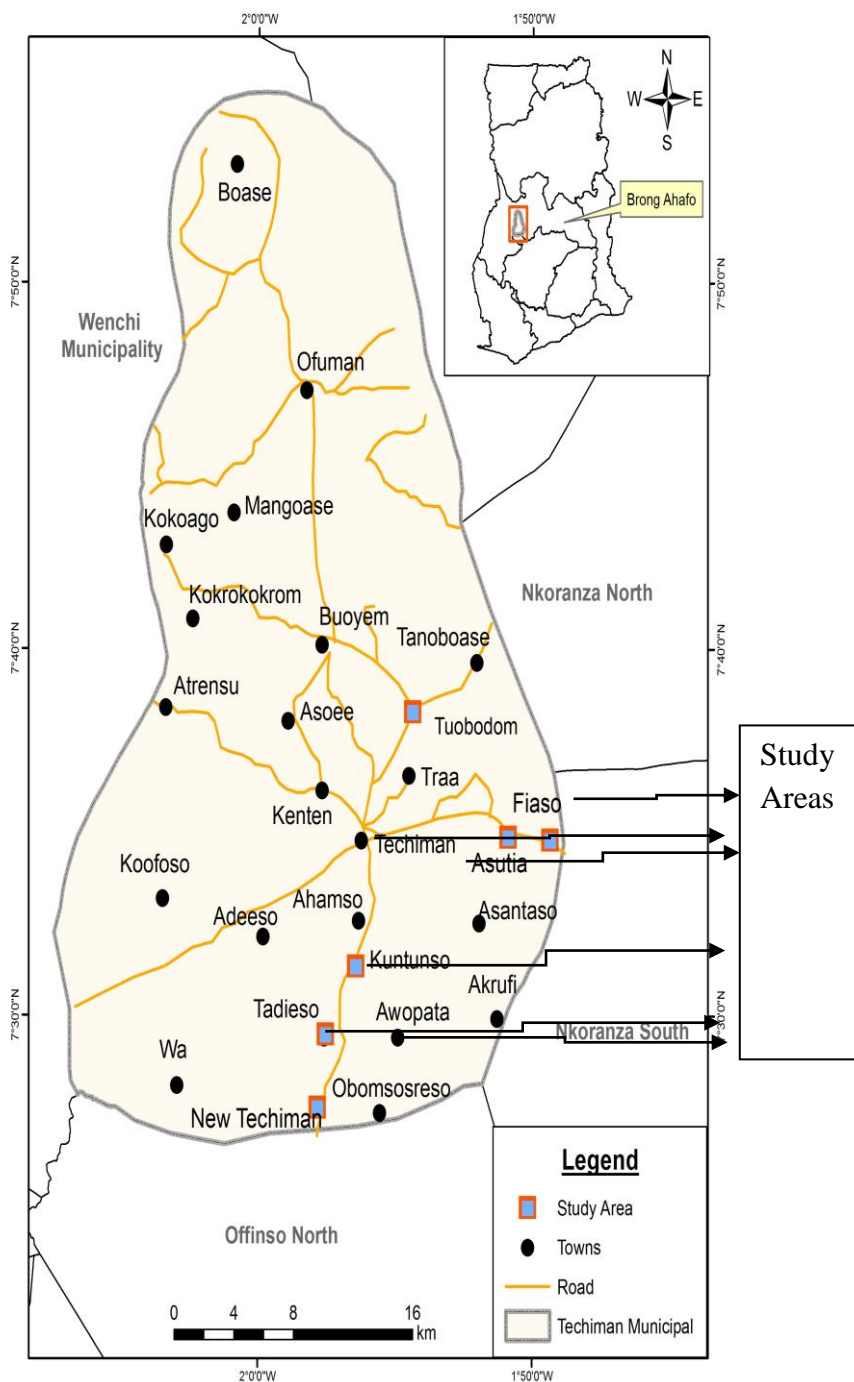 2°0'0"W
1°50'0"W
N
W
E
S
Brong Ahafo
Boase
7°50'0"N
7°50'0"N
Wenchi
Municipality
Ofuman
Mangoase
Kokoago
Nkoranza North
Kokrokokrom
Buoyem
Tanoboase
7°40'0"N
7°40'0"N
Atrensu
Asoee
Tuobodom
Study
Areas
Traa
Fiaso
Kenten
Techiman
Asutia
Koofoso
Ahamso
Adeeso
Asantaso
Kuntunso
Akrufi
Tadieso
Awopata
7°30'0"N
7°30'0"N
Nkoranza South
Wa
Obomsosreso
New Techiman
Legend
Study Area
Offinso North
Towns
Road
0 4 8 16
km
Techiman Municipal
2°0'0"W
1°50'0"W